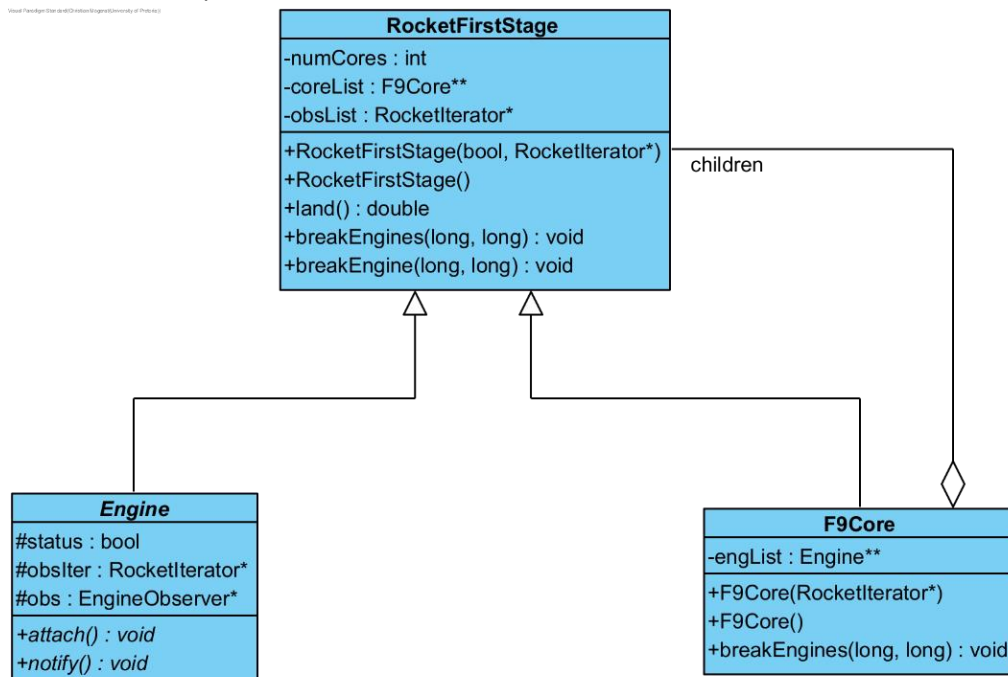 RocketFirstStage
-numCores : int
-coreList : F9Core**
-obsList : RocketIterator*
+RocketFirstStage(bool, RocketIterator*)
+RocketFirstStage()
+land() : double
+breakEngines(long, long) : void
+breakEngine(long, long) : void
children
Engine
#status : bool
#obsIter : RocketIterator*
#obs : EngineObserver*
+attach() : void
+notify() : void
F9Core
-engList : Engine**
+F9Core(RocketIterator*)
+F9Core()
+breakEngines(long, long) : void